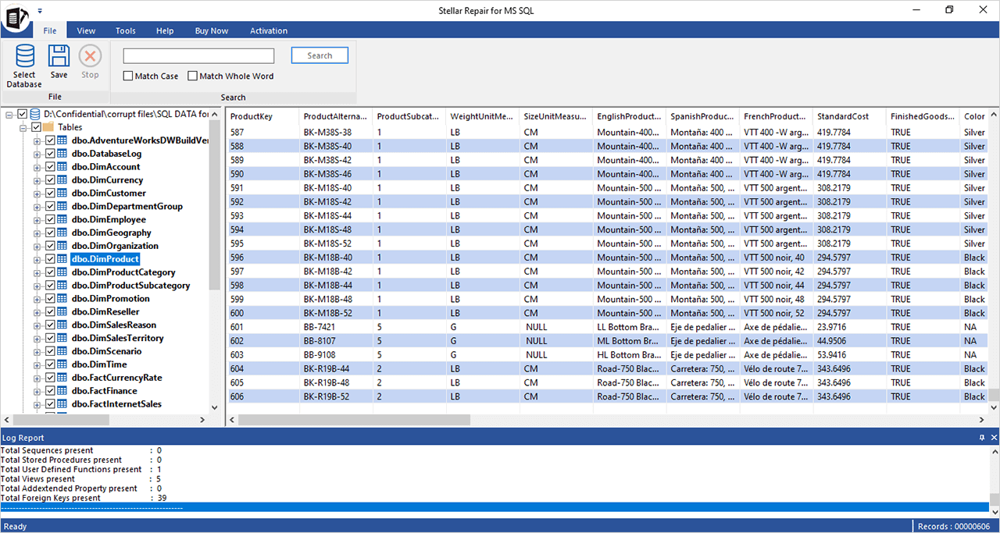 Stellar Repair for MS SQL
File View Tools Help Buy Now Activation
Select Database Save Stop
Search
Match Case Match Whole Word
File Search
D:\Confidential\corrupt files\SQL DATA for
Tables
dbo.AdventureWorksDWBuildVer
dbo.DatabaseLog
dbo.DimAccount
dbo.DimCurrency
dbo.DimCustomer
dbo.DimDepartmentGroup
dbo.DimEmployee
dbo.DimGeography
dbo.DimOrganization
dbo.DimProduct
dbo.DimProductCategory
dbo.DimProductSubcategory
dbo.DimPromotion
dbo.DimReseller
dbo.DimSalesReason
dbo.DimSalesTerritory
dbo.DimScenario
dbo.DimTime
dbo.FactCurrencyRate
dbo.FactFinance
dbo.FactInternetSales
ProductKey ProductAlterna... ProductSubcat... WeightUnitMe... SizeUnitMeasu... EnglishProduct... SpanishProduc... FrenchProduct... StandardCost FinishedGoods... Color
587 BK-M38S-38 1 LB CM Mountain-400... Montaña: 400 ... VTT 400 -W arg... 419.7784 TRUE Silver
588 BK-M38S-40 1 LB CM Mountain-400... Montaña: 400 ... VTT 400 -W arg... 419.7784 TRUE Silver
589 BK-M38S-42 1 LB CM Mountain-400... Montaña: 400 ... VTT 400 -W arg... 419.7784 TRUE Silver
590 BK-M38S-46 1 LB CM Mountain-400... Montaña: 400 ... VTT 400 -W arg... 419.7784 TRUE Silver
591 BK-M18S-40 1 LB CM Mountain-500 ... Montaña: 500, ... VTT 500 argent... 308.2179 TRUE Silver
592 BK-M18S-42 1 LB CM Mountain-500 ... Montaña: 500, ... VTT 500 argent... 308.2179 TRUE Silver
593 BK-M18S-44 1 LB CM Mountain-500 ... Montaña: 500, ... VTT 500 argent... 308.2179 TRUE Silver
594 BK-M18S-48 1 LB CM Mountain-500 ... Montaña: 500, ... VTT 500 argent... 308.2179 TRUE Silver
595 BK-M18S-52 1 LB CM Mountain-500 ... Montaña: 500, ... VTT 500 argent... 308.2179 TRUE Silver
596 BK-M18B-40 1 LB CM Mountain-500 ... Montaña: 500, ... VTT 500 noir, 40 294.5797 TRUE Black
597 BK-M18B-42 1 LB CM Mountain-500 ... Montaña: 500, ... VTT 500 noir, 42 294.5797 TRUE Black
598 BK-M18B-44 1 LB CM Mountain-500 ... Montaña: 500, ... VTT 500 noir, 44 294.5797 TRUE Black
599 BK-M18B-48 1 LB CM Mountain-500 ... Montaña: 500, ... VTT 500 noir, 48 294.5797 TRUE Black
600 BK-M18B-52 1 LB CM Mountain-500 ... Montaña: 500, ... VTT 500 noir, 52 294.5797 TRUE Black
601 BB-7421 5 G NULL LL Bottom Bra... Eje de pedalier ... Axe de pédalie... 23.9716 TRUE NA
602 BB-8107 5 G NULL ML Bottom Br... Eje de pedalier ... Axe de pédalie... 44.9506 TRUE NA
603 BB-9108 5 G NULL HL Bottom Bra... Eje de pedalier ... Axe de pédalie... 53.9416 TRUE NA
604 BK-R19B-44 2 LB CM Road-750 Blac... Carretera: 750, ... Vélo de route 7... 343.6496 TRUE Black
605 BK-R19B-48 2 LB CM Road-750 Blac... Carretera: 750, ... Vélo de route 7... 343.6496 TRUE Black
606 BK-R19B-52 2 LB CM Road-750 Blac... Carretera: 750, ... Vélo de route 7... 343.6496 TRUE Black
Log Report
Total Sequences present : 0
Total Stored Procedures present : 0
Total User Defined Functions present : 1
Total Views present : 5
Total Addextended Property present : 0
Total Foreign Keys present : 39
Ready Records : 00000606